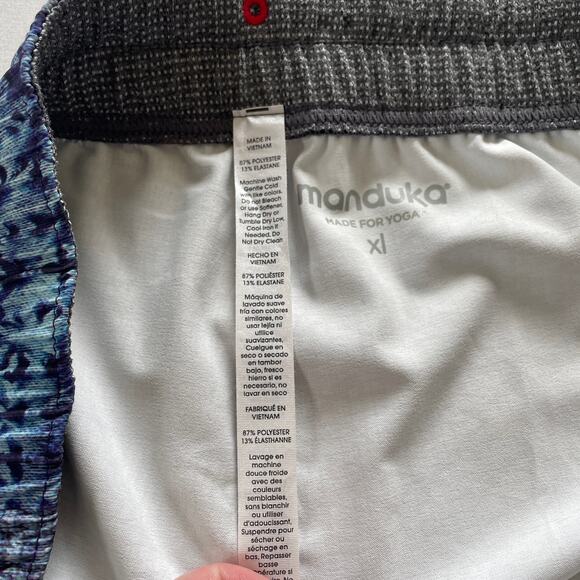 MADE IN
VIETNAM
87% POLYESTER
13% ELASTANE
Machine Wash
Gentle Cold
with like colors.
Do not Bleach
or use Softener.
Hang Dry or
Tumble Dry Low.
Cool Iron if
Needed. Do
Not Dry Clean
HECHO EN
VIETNAM
87% POLIÉSTER
13% ELASTANE
Máquina de
lavado suave
fría con colores
similares, no
usar lejía ni
utilice
suavizantes,
Cuelgue en
seco o secado
en tambor
bajo, fresco
hierro si es
necesario, no
lavar en seco
FABRIQUÉ EN
VIETNAM
87% POLYESTER
13% ÉLASTHANNE
Lavage en
machine
douce froide
avec des
couleurs
semblables,
sans blanchir
ou utiliser
d'adoucissant,
Suspendre pour
sécher ou
séchage en
bas, Repasser
basse
température si
manduka®
MADE FOR YOGA
xl